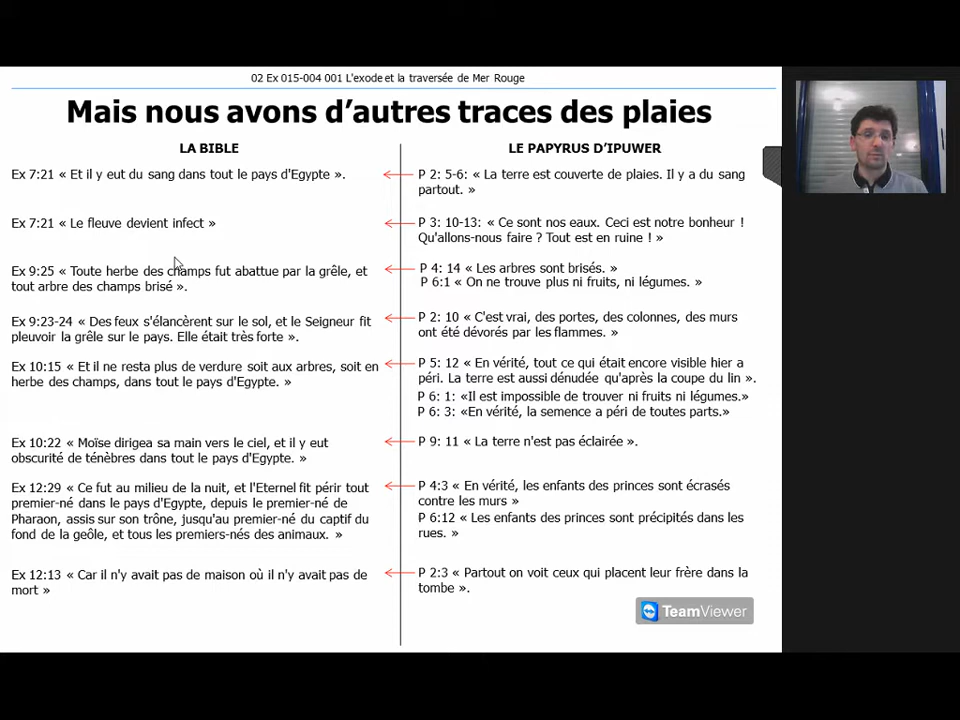 02 Ex 015-004 001 L'exode et la traversée de Mer Rouge
Mais nous avons d'autres traces des plaies
LA BIBLE
Ex 7:21 « Et il y eut du sang dans tout le pays d'Egypte ».
Ex 7:21 « Le fleuve devient infect »
Ex 9:25 « Toute herbe des champs fut abattue par la grêle, et
tout arbre des champs brisé ».
Ex 9:23-24 « Des feux s'élancèrent sur le sol, et le Seigneur fit
pleuvoir la grêle sur le pays. Elle était très forte ».
Ex 10:15 « Et il ne resta plus de verdure soit aux arbres, soit en
herbe des champs, dans tout le pays d'Egypte. »
Ex 10:22 « Moïse dirigea sa main vers le ciel, et il y eut
obscurité de ténèbres dans tout le pays d'Egypte. »
Ex 12:29 « Ce fut au milieu de la nuit, et l'Eternel fit périr tout
premier-né dans le pays d'Egypte, depuis le premier-né de
Pharaon, assis sur son trône, jusqu'au premier-né du captif du
fond de la geôle, et tous les premiers-nés des animaux. »
Ex 12:13 « Car il n'y avait pas de maison où il n'y avait pas de
mort »
LE PAPYRUS D'IPUWER
P 2: 5-6: « La terre est couverte de plaies. Il y a du sang
partout. »
P 3: 10-13: « Ce sont nos eaux. Ceci est notre bonheur !
Qu'allons-nous faire ? Tout est en ruine ! »
P 4: 14 « Les arbres sont brisés. »
P 6:1 « On ne trouve plus ni fruits, ni légumes. »
P 2: 10 « C'est vrai, des portes, des colonnes, des murs
ont été dévorés par les flammes. »
P 5: 12 « En vérité, tout ce qui était encore visible hier a
péri. La terre est aussi dénudée qu'après la coupe du lin ».
P 6: 1: «Il est impossible de trouver ni fruits ni légumes.»
P 6: 3: «En vérité, la semence a péri de toutes parts.»
P 9: 11 « La terre n'est pas éclairée ».
P 4:3 « En vérité, les enfants des princes sont écrasés
contre les murs »
P 6:12 « Les enfants des princes sont précipités dans les
rues. »
P 2:3 « Partout on voit ceux qui placent leur frère dans la
tombe ».
TeamViewer